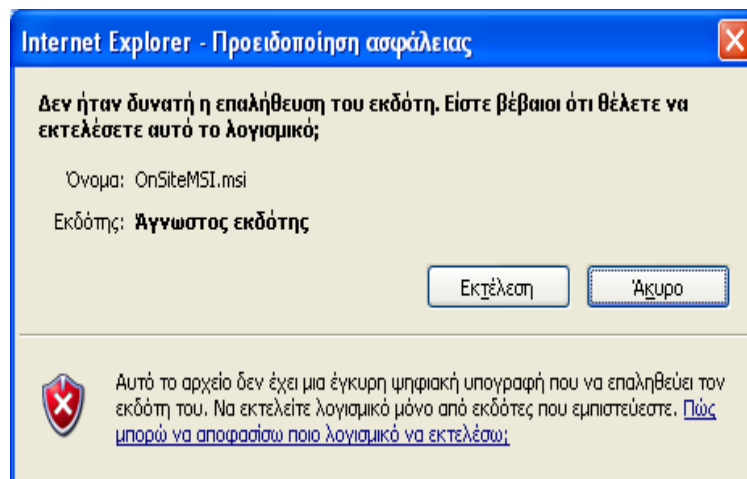 Internet Explorer - Προειδοποίηση ασφάλειας
Δεν ήταν δυνατή η επαλήθευση του εκδότη. Είστε βέβαιοι ότι θέλετε να
εκτελέσετε αυτό το λογισμικό;
Όνομα: OnSiteMSI.msi
Εκδότης: Άγνωστος εκδότης
Εκτέλεση Άκυρο
Αυτό το αρχείο δεν έχει μια έγκυρη ψηφιακή υπογραφή που να επαληθεύει τον
εκδότη του. Να εκτελείτε λογισμικό μόνο από εκδότες που εμπιστεύεστε. Πώς
μπορώ να αποφασίσω ποιο λογισμικό να εκτελέσω;